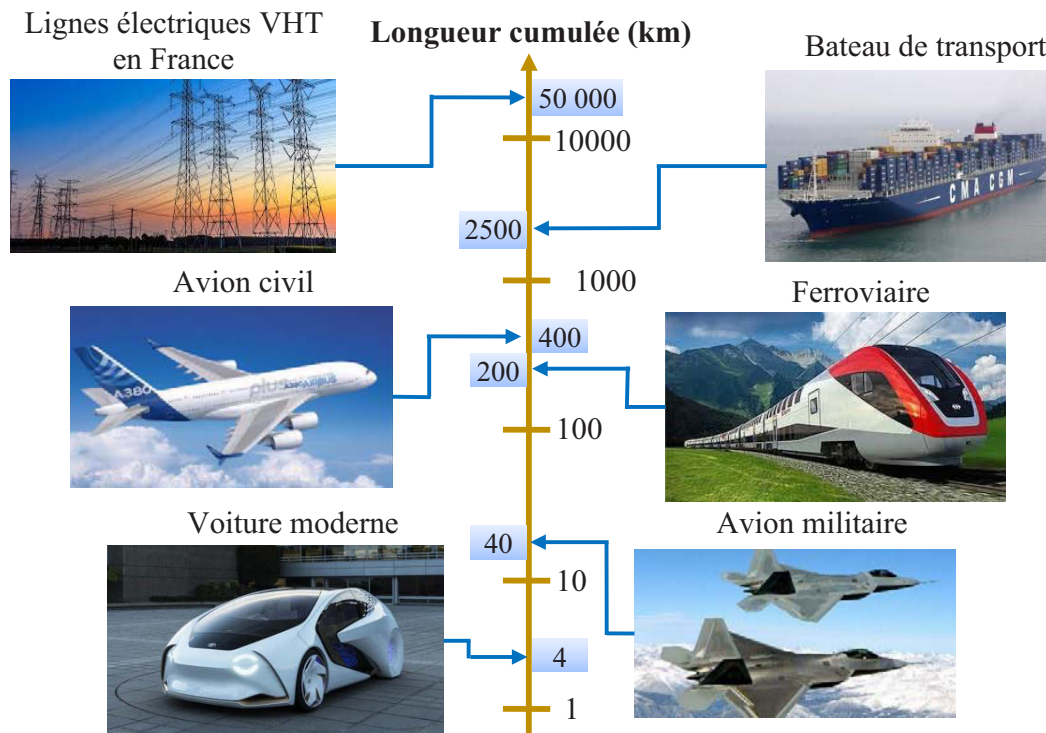 Lignes électriques VHT
en France
Longueur cumulée (km)
Bateau de transport
50 000
10000
CMA CGM
2500
1000
Avion civil
Ferroviaire
400
200
A380
100
Voiture moderne
Avion militaire
40
10
4
1